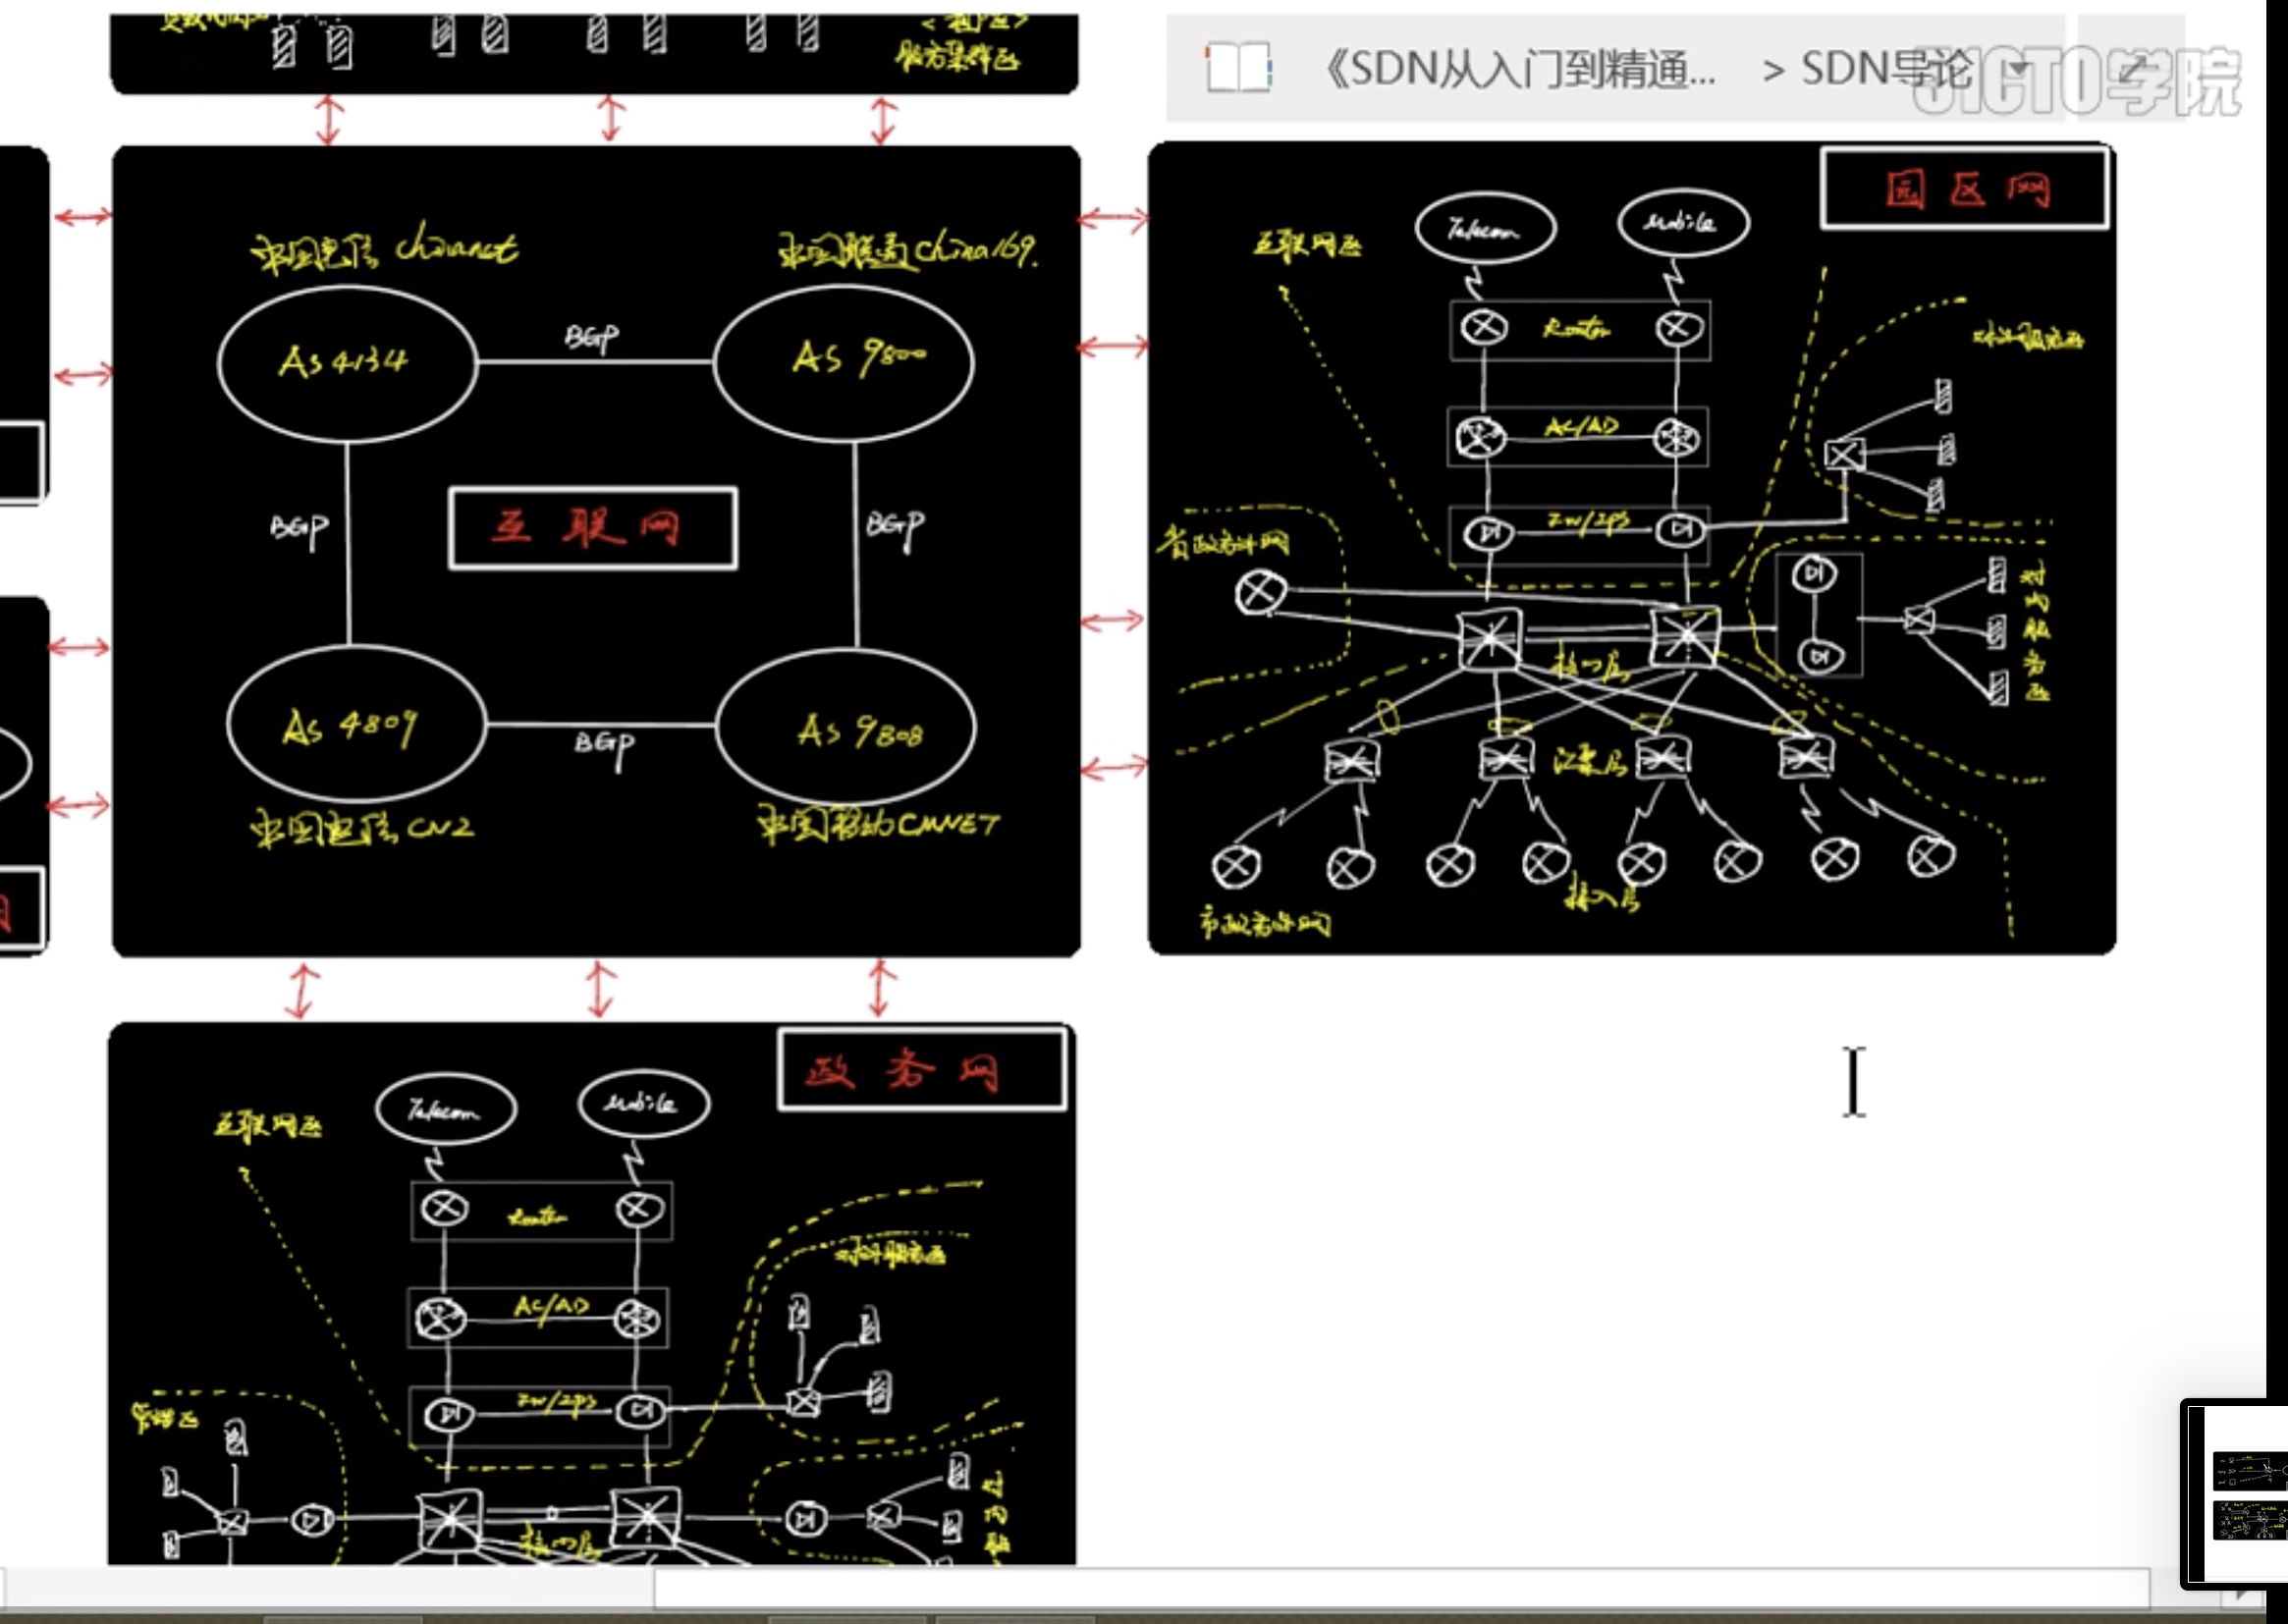 服务器群区
《SDN从入门到精通... > SDN导论
51CTO学院
中国电信 Chinanet
中国联通 China169.
As 4134
BGP
AS 9800
BGP
互联网
BGP
As 4809
BGP
AS 9808
中国电信 CN2
中国移动CMNET
园区网
互联网区
Telecom
Mobile
Router
对外服务区
AC/AD
FW/IPS
省政务外网
对内服务区
核心层
汇聚层
接入层
市政务外网
政务网
互联网区
Telecom
Mobile
Router
对外服务区
AC/AD
FW/IPS
管理区
核心层